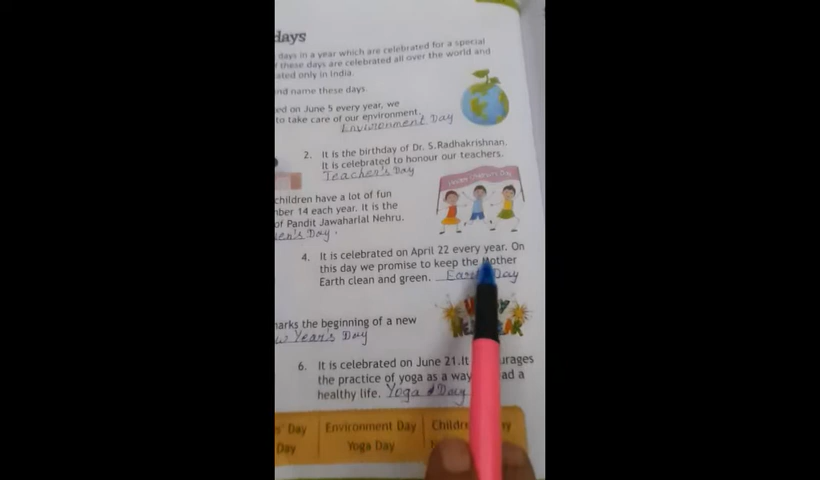 days
days in a year which are celebrated for a special
these days are celebrated all over the world and
ated only in India.
nd name these days
ed on June 5 every year, we
to take care of our environment.
Environment Day
2. It is the birthday of Dr. S.Radhakrishnan.
It is celebrated to honour our teachers.
Teacher's Day
children have a lot of fun
ber 14 each year. It is the
of Pandit Jawaharlal Nehru.
en's Day.
4. It is celebrated on April 22 every year. On
this day we promise to keep the Mother
Earth clean and green. Earth Day
arks the beginning of a new
w Year's Day
6. It is celebrated on June 21.It urages
the practice of yoga as a way ad a
healthy life. Yoga Day
s' Day Environment Day Childre y
Day Yoga Day